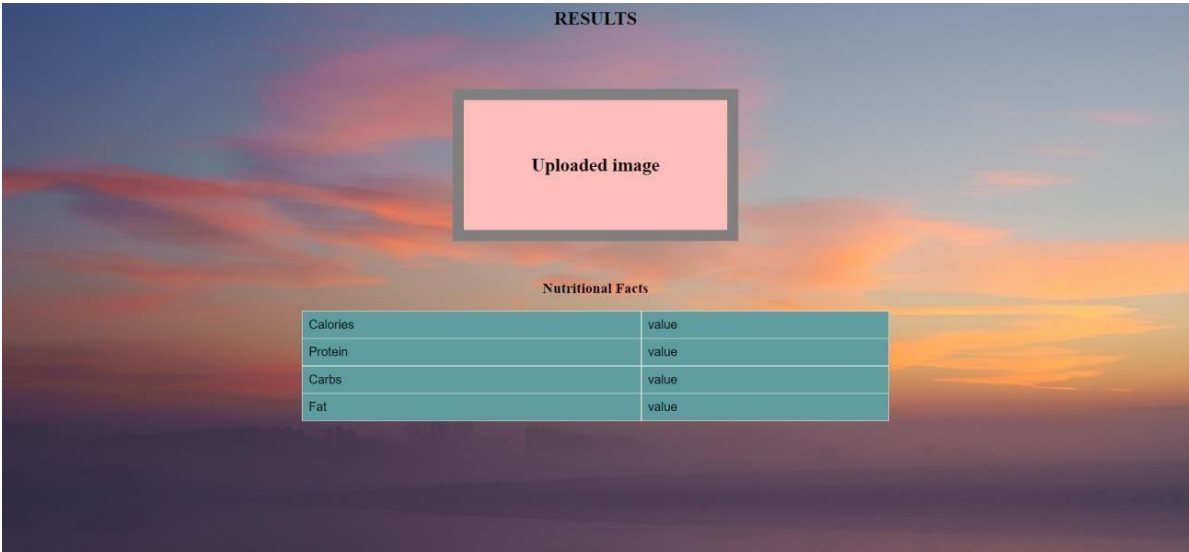 RESULTS
Uploaded image
Nutritional Facts
Calories value
Protein value
Carbs value
Fat value